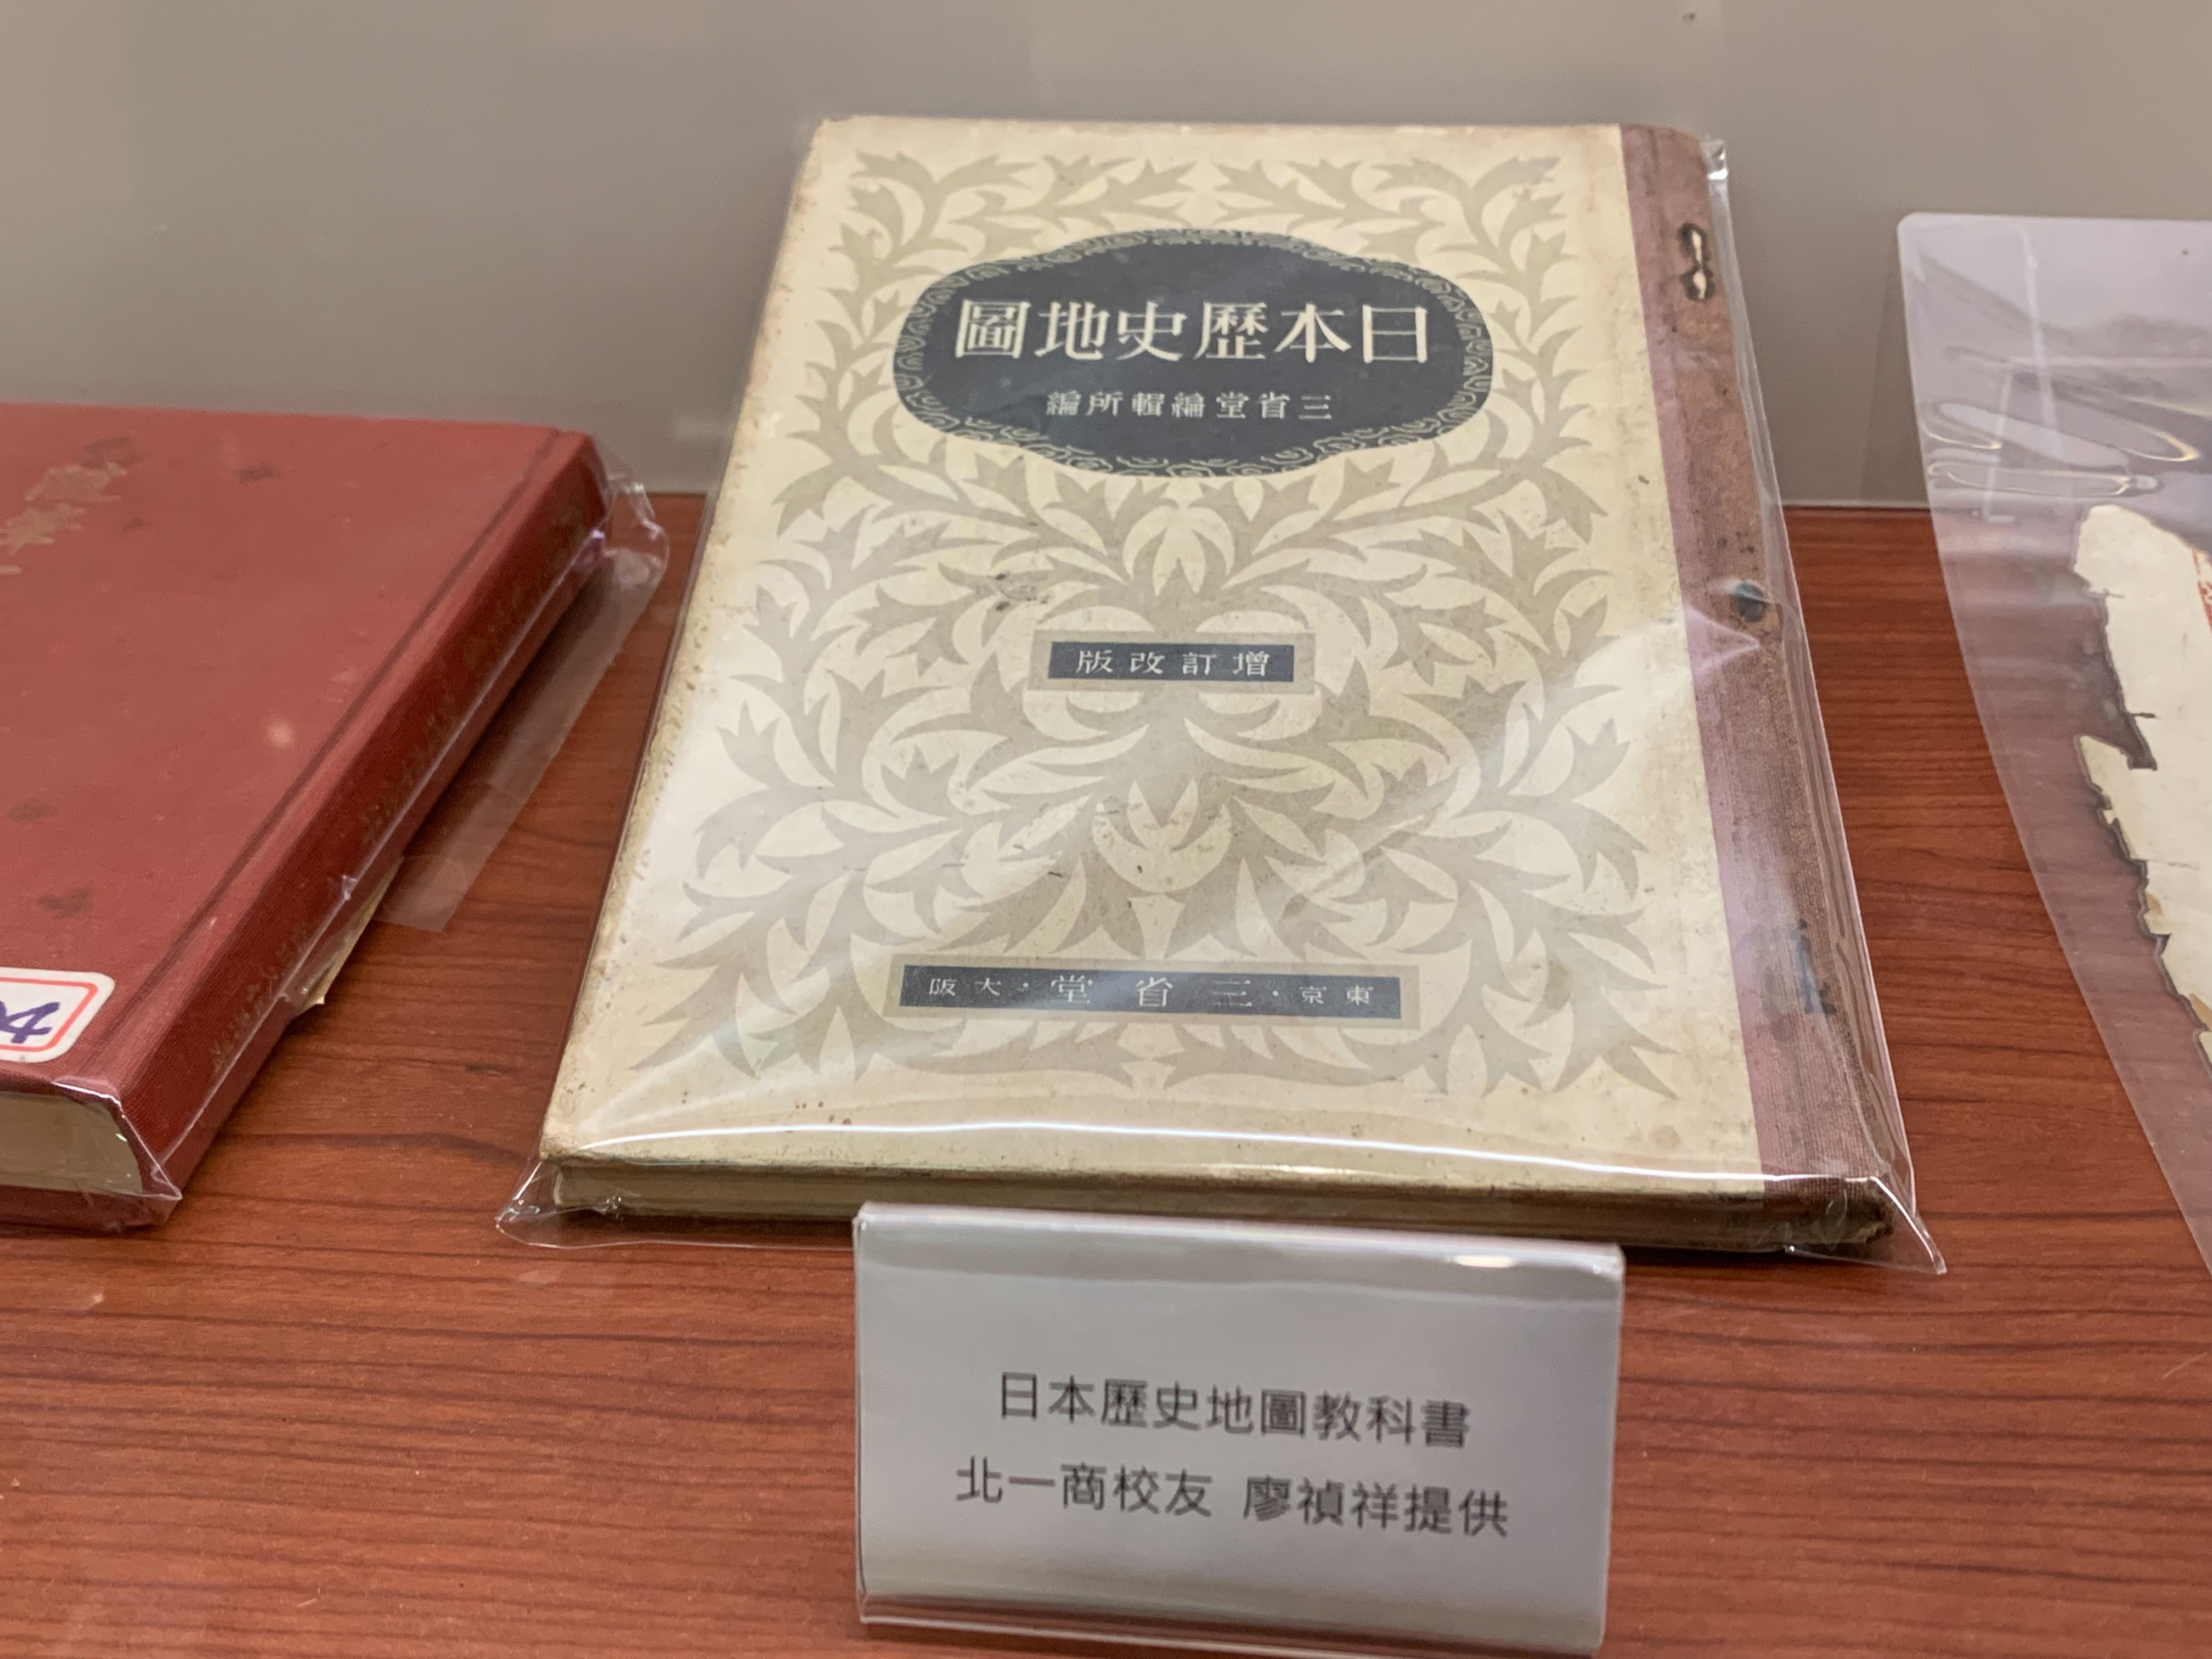 日本歷史地圖
三省堂編輯所編
增訂改版
東京・三省堂・大阪
日本歷史地圖教科書
北一商校友 廖禎祥提供